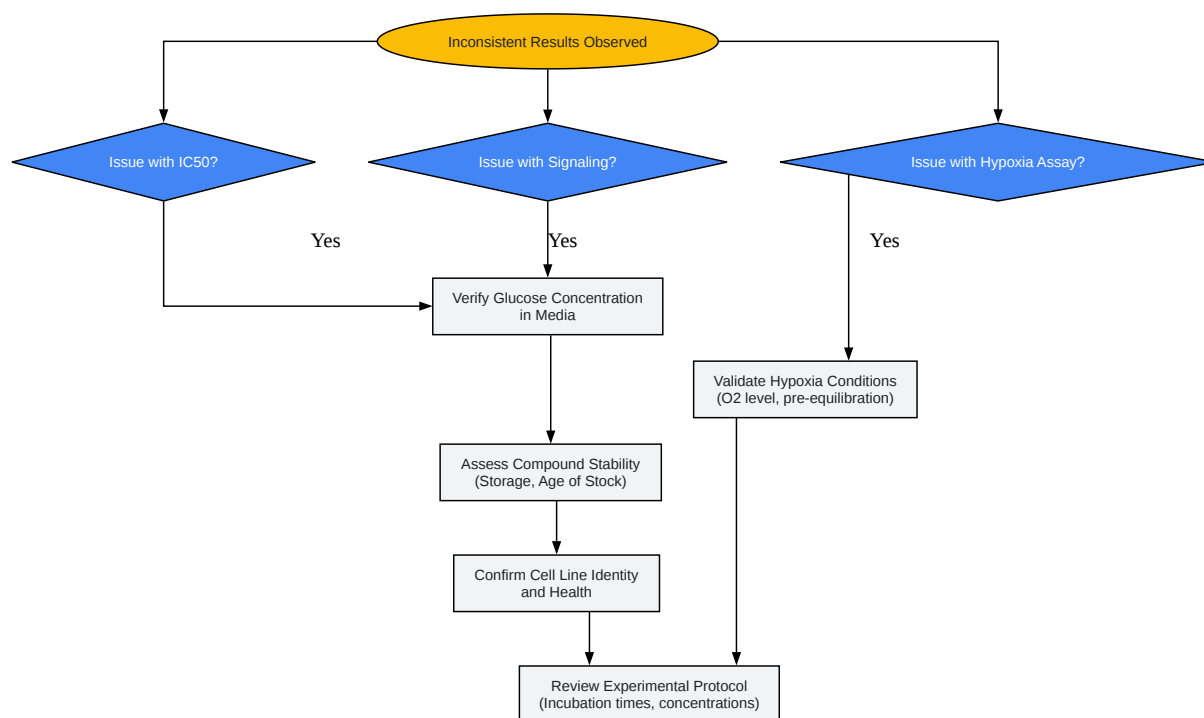 Inconsistent Results Observed
Issue with IC50?
Issue with Signaling?
Issue with Hypoxia Assay?
Yes
Yes
Yes
Verify Glucose Concentration
in Media
Validate Hypoxia Conditions
(O2 level, pre-equilibration)
Assess Compound Stability
(Storage, Age of Stock)
Confirm Cell Line Identity
and Health
Review Experimental Protocol
(Incubation times, concentrations)